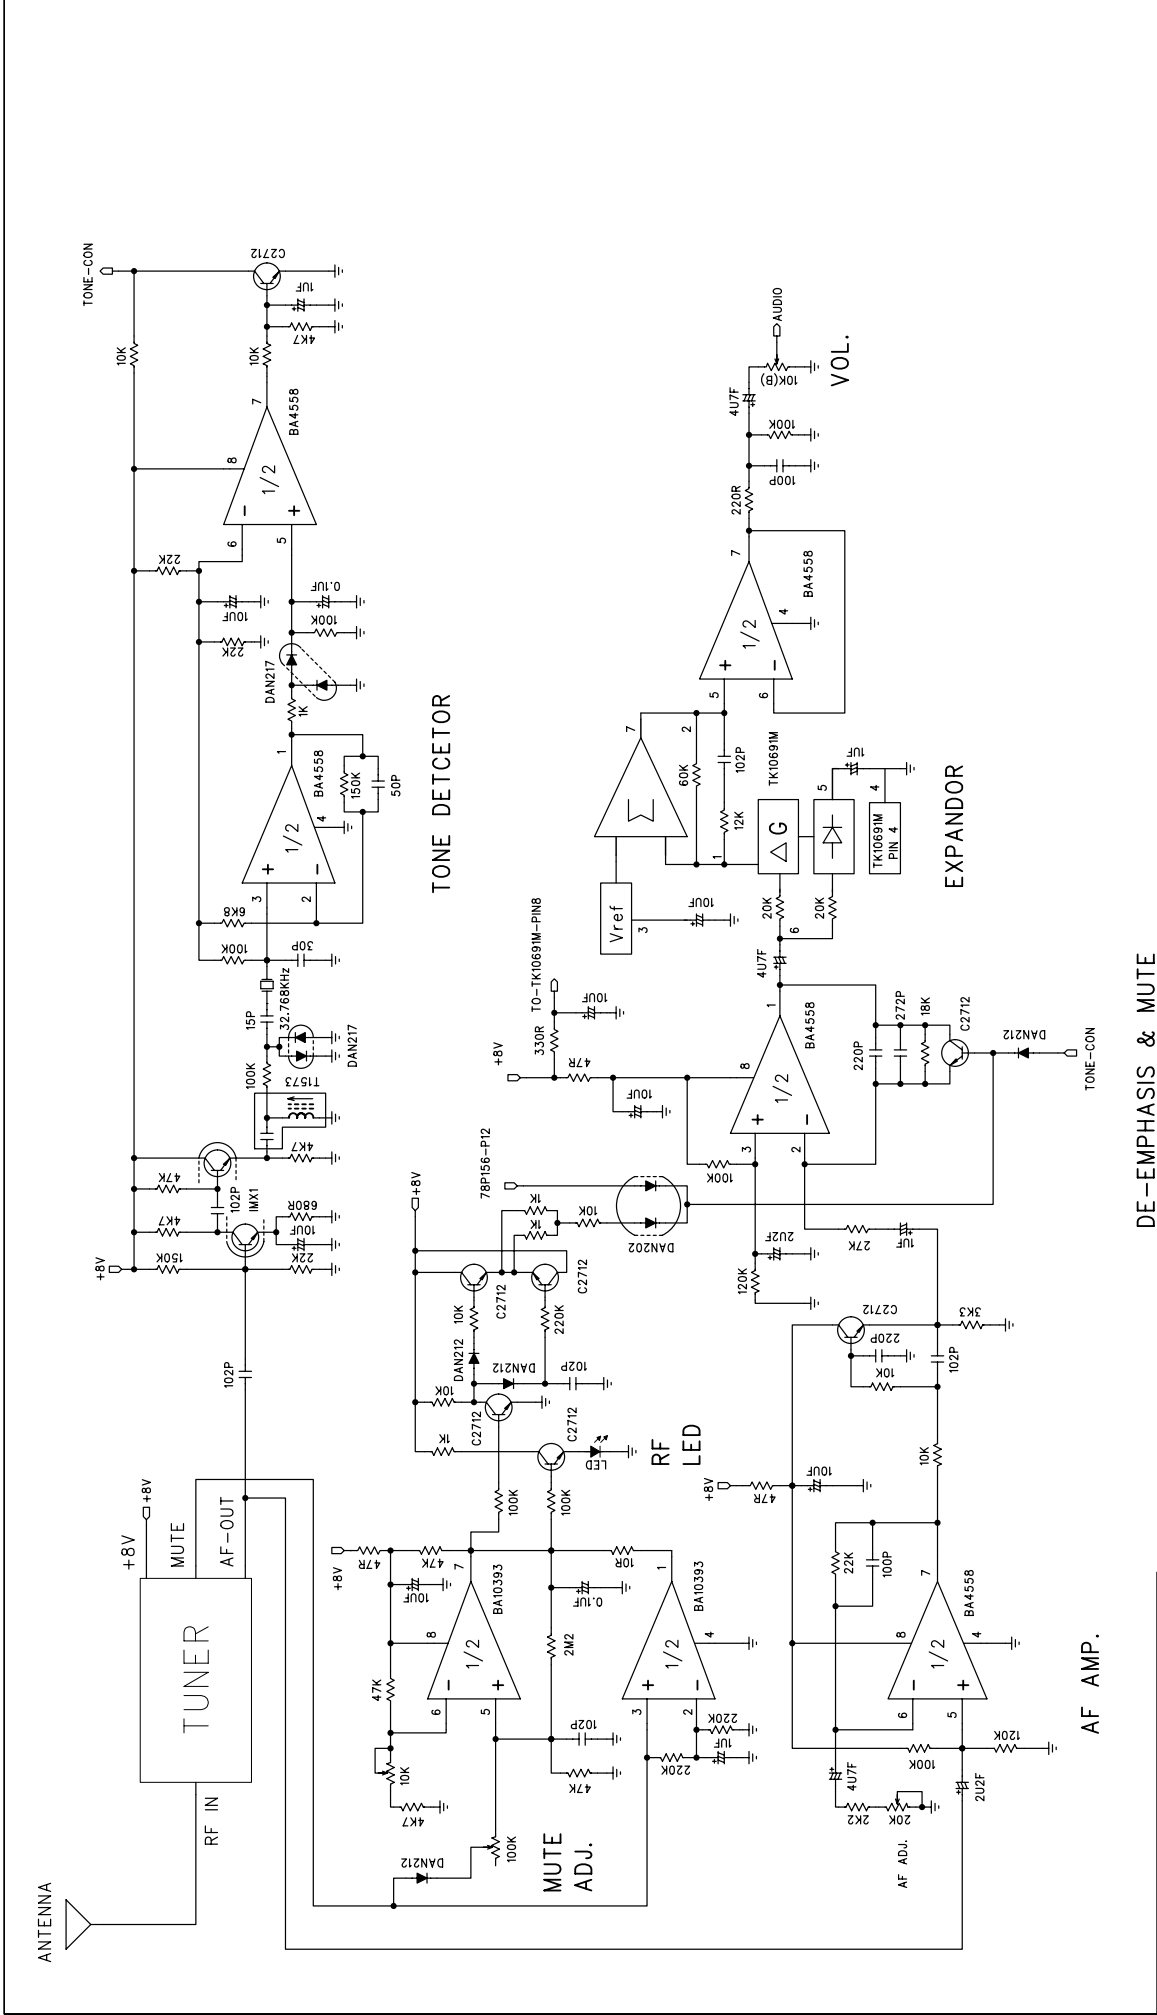 ANTENNA
RF IN
TUNER
+8V
+8V
MUTE
AF-OUT
102P
+8V
150K
4K7
47K
22K
10UF
680R
102P
IMX1
4K7
T1573
100K
15P
DAN217
32.768KHz
30P
100K
6K8
3
2
1
4
1/2
BA4558
150K
50P
1K
DAN217
100K
0.1UF
22K
10UF
22K
6
5
8
7
1/2
BA4558
10K
4K7
1UF
C2712
10K
TONE-CON
TONE DETCETOR
DAN212
100K
MUTE
ADJ.
4K7
10K
47K
47K
102P
2M2
6
5
8
7
1/2
BA10393
10UF
47R
+8V
47K
0.1UF
10R
220K
1UF
220K
3
2
4
1
1/2
BA10393
100K
100K
1K
C2712
LED
RF
LED
10K
C2712
DAN212
DAN212
102P
10K
220K
C2712
C2712
+8V
1K
1K
10K
DAN202
78P156-P12
AF ADJ.
20K
2K2
4U7F
2U2F
100K
120K
6
5
8
7
4
1/2
BA4558
22K
100P
AF AMP.
+8V
47R
10UF
10K
10K
220P
C2712
102P
3K3
120K
2U2F
27K
1UF
100K
3
2
8
1
1/2
BA4558
10UF
47R
+8V
330R
10UF
TO-TK10691M-PIN8
220P
272P
18K
C2712
DAN212
TONE-CON
DE-EMPHASIS & MUTE
4U7F
6
20K
20K
Vref
3
10UF
Σ
7
2
60K
12K
102P
1
△G
TK10691M
5
1UF
4
TK10691M
PIN 4
EXPANDOR
5
6
7
4
1/2
BA4558
220R
100P
100K
4U7F
10K(B)
AUDIO
VOL.